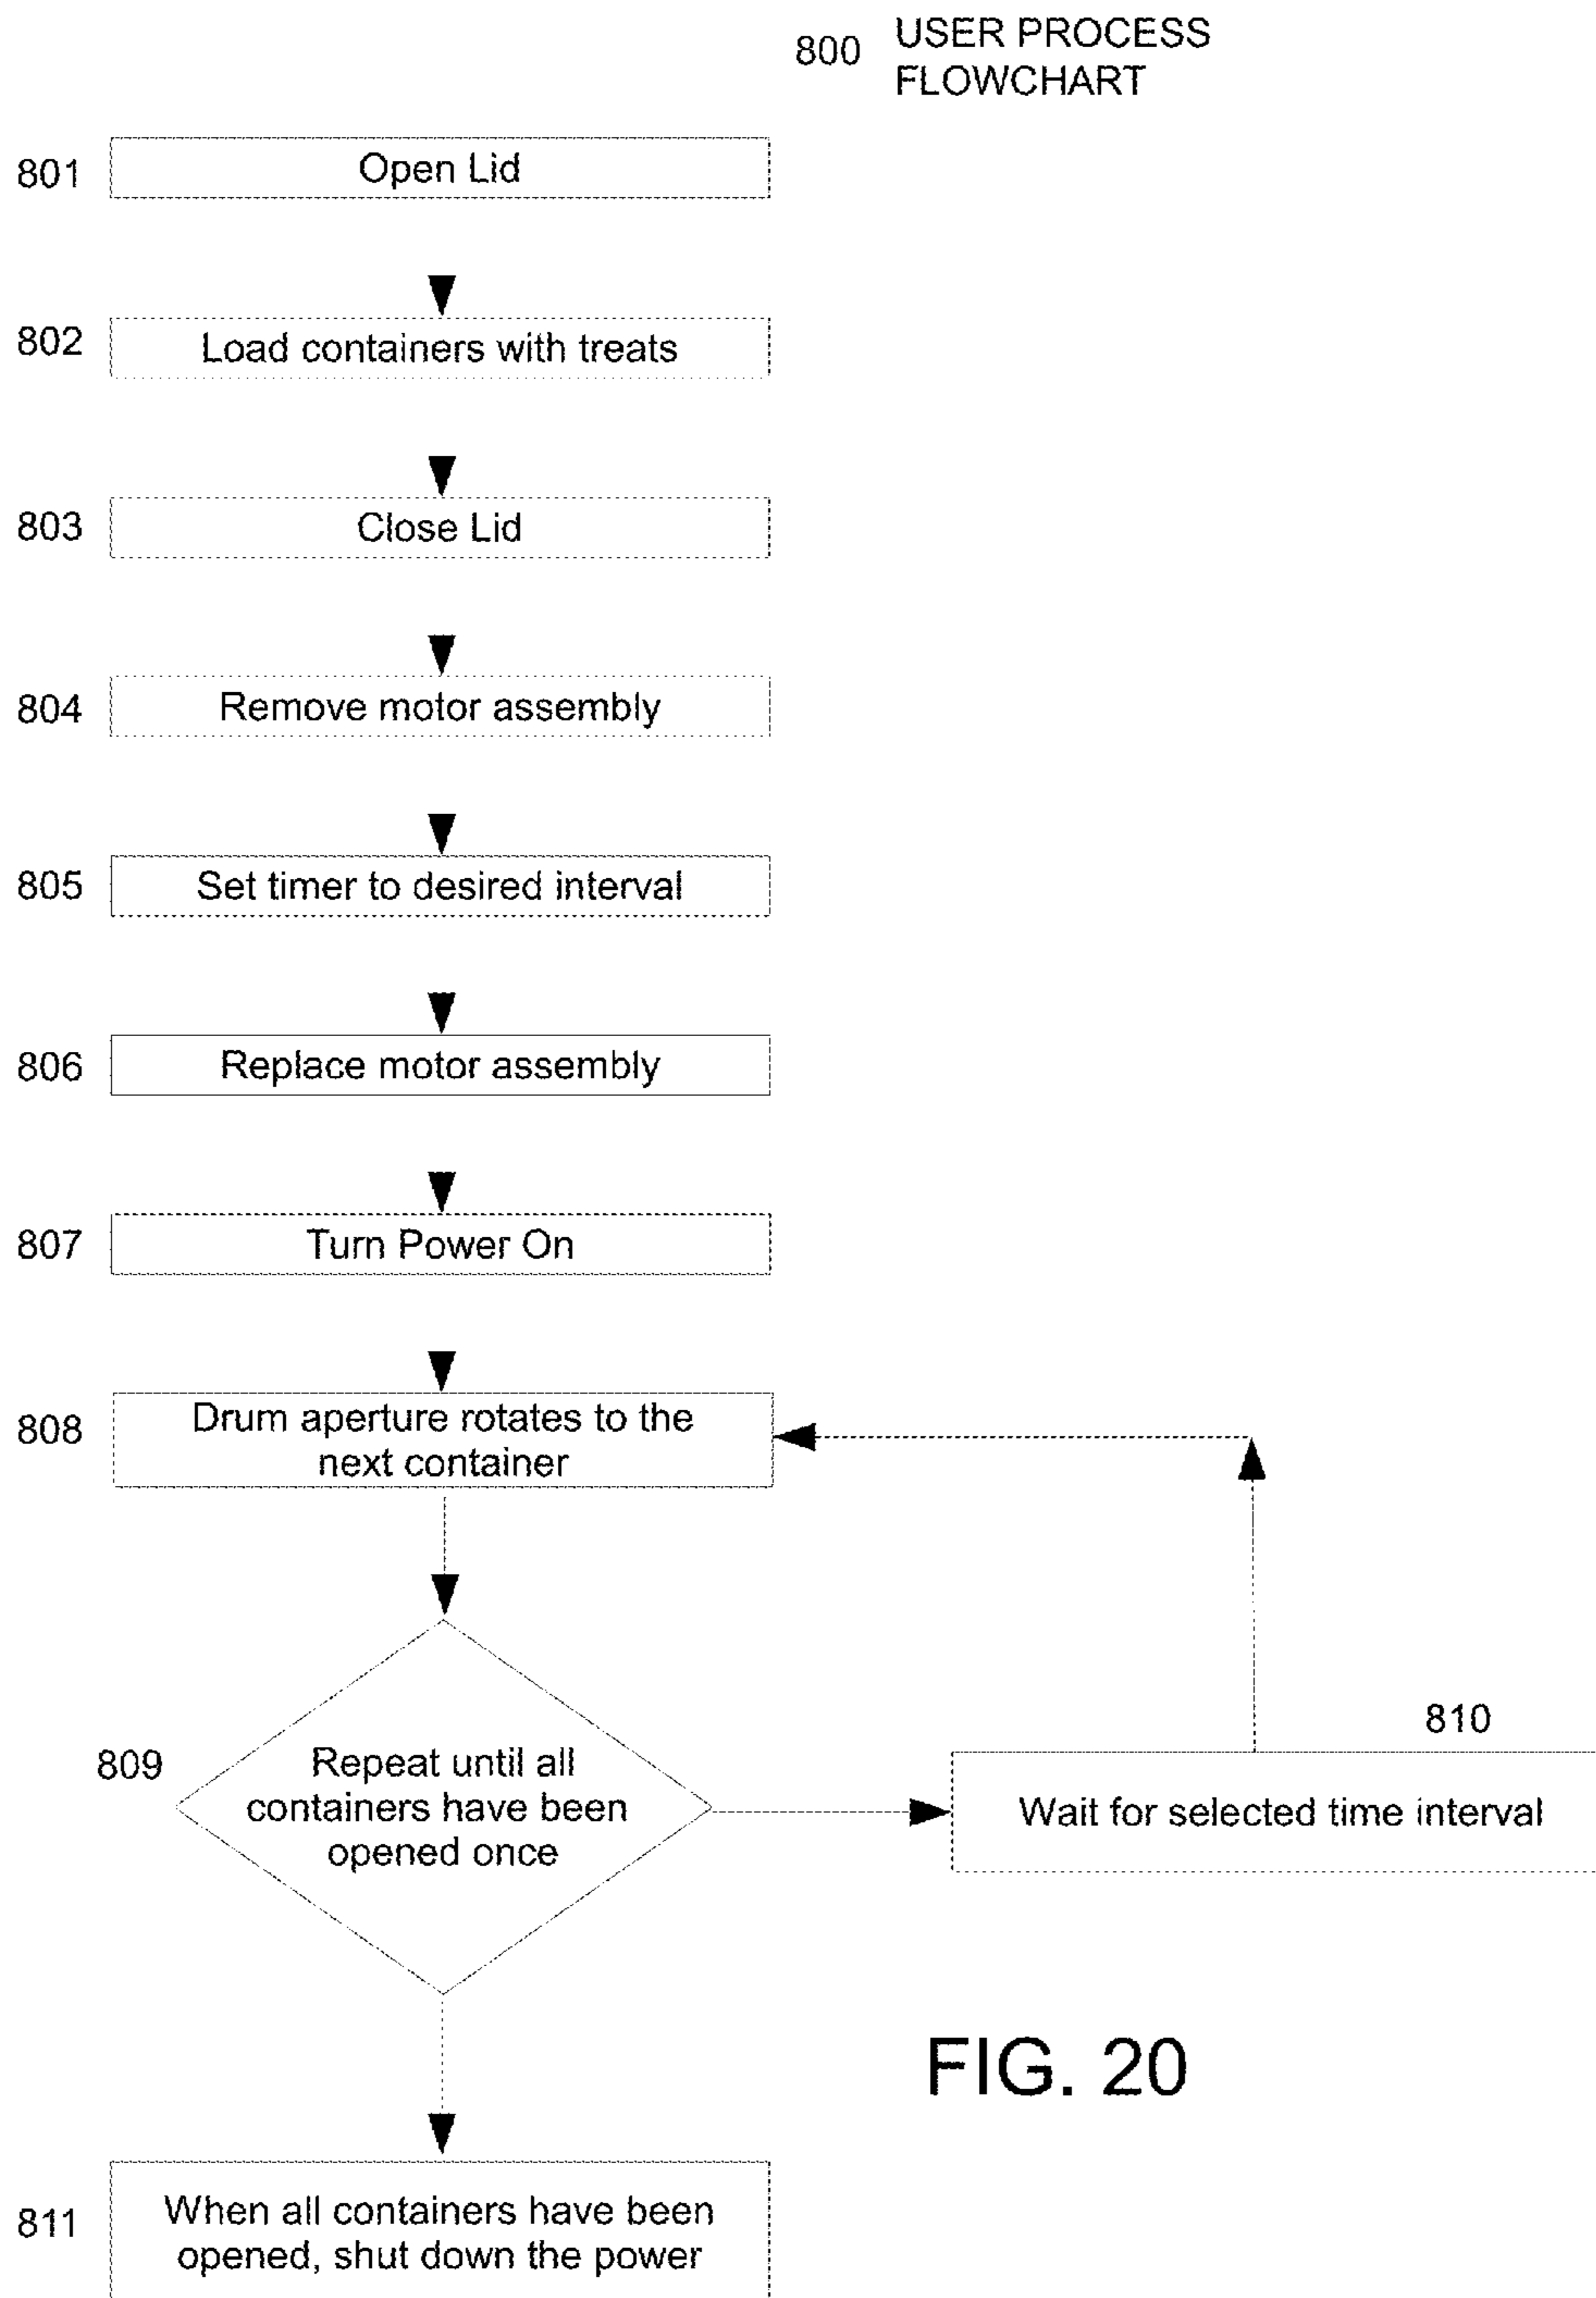 800
USER PROCESS
FLOWCHART
801
Open Lid
802
Load containers with treats
803
Close Lid
804
Remove motor assembly
805
Set timer to desired interval
806
Replace motor assembly
807
Turn Power On
808
Drum aperture rotates to the
next container
809
Repeat until all
containers have been
opened once
810
Wait for selected time interval
FIG. 20
811
When all containers have been
opened, shut down the power